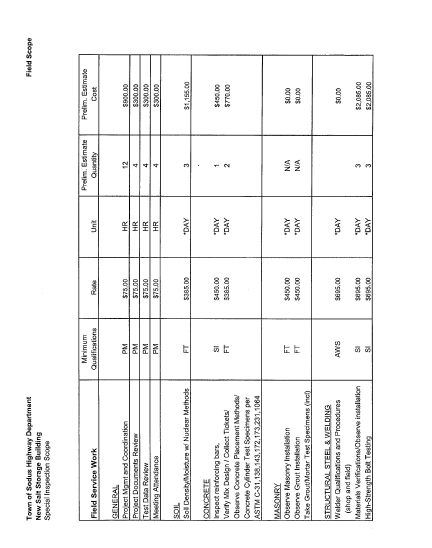 Town of Sodus Highway Department
New Salt Storage Building
Special Inspection Scope
Field Scope
Field Service Work | Minimum Qualifications | Rate | Unit | Prelim. Estimate Quantity | Prelim. Estimate Cost
GENERAL
Project Mgmt and Coordination | PM | $75.00 | HR | 12 | $900.00
Project Documents Review | PM | $75.00 | HR | 4 | $300.00
Test Data Review | PM | $75.00 | HR | 4 | $300.00
Meeting Attendance | PM | $75.00 | HR | 4 | $300.00
SOIL
Soil Density/Moisture w/ Nuclear Methods | FT | $385.00 | *DAY | 3 | $1,155.00
CONCRETE
Inspect reinforcing bars, | SI | $450.00 | *DAY | 1 | $450.00
Verify Mix Design / Collect Tickets/ | FT | $385.00 | *DAY | 2 | $770.00
Observe Concrete Placement Methods/
Concrete Cylinder Test Specimens per
ASTM C-31,138,143,172,173,231,1064
MASONRY
Observe Masonry Installation | FT | $450.00 | *DAY | N/A | $0.00
Observe Grout Installation | FT | $450.00 | *DAY | N/A | $0.00
Take Grout/Mortar Test Specimens (incl)
STRUCTURAL STEEL & WELDING
Welder Qualifications and Procedures | AWS | $695.00 | *DAY | $0.00
(shop and field)
Materials Verifications/Observe installation | SI | $695.00 | *DAY | 3 | $2,085.00
High-Strength Bolt Testing | SI | $695.00 | *DAY | 3 | $2,085.00